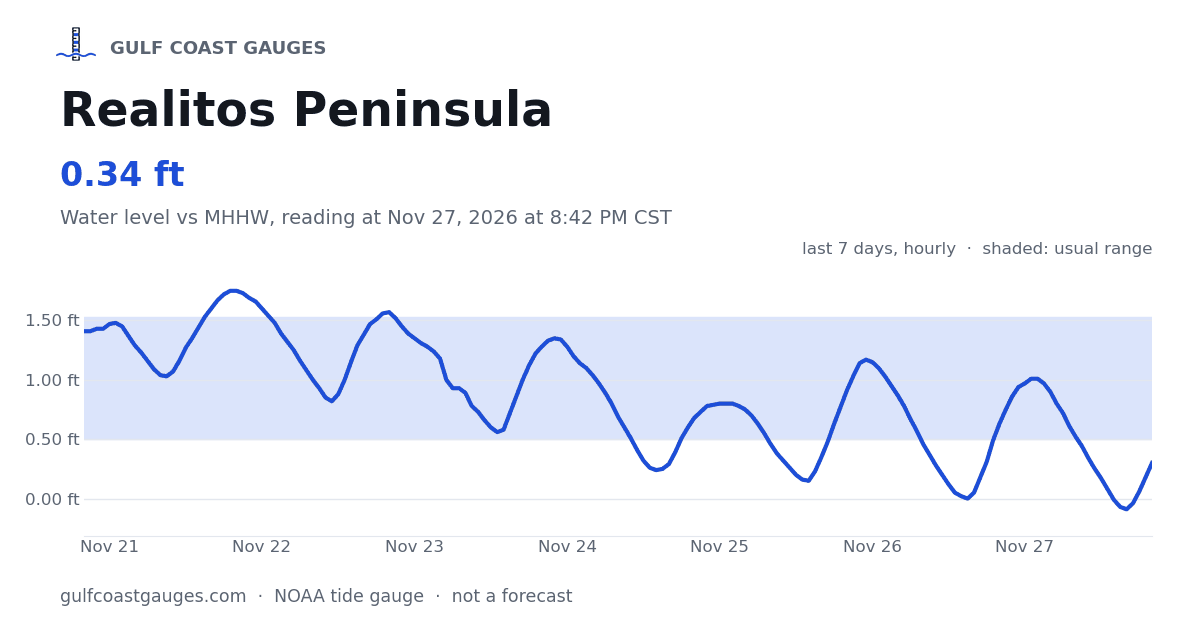 GULF COAST GAUGES
Realitos Peninsula
0.34 ft
Water level vs MHHW, reading at Nov 27, 2026 at 8:42 PM CST
last 7 days, hourly · shaded: usual range
1.50 ft
1.00 ft
0.50 ft
0.00 ft
Nov 21 Nov 22 Nov 23 Nov 24 Nov 25 Nov 26 Nov 27
gulfcoastgauges.com · NOAA tide gauge · not a forecast